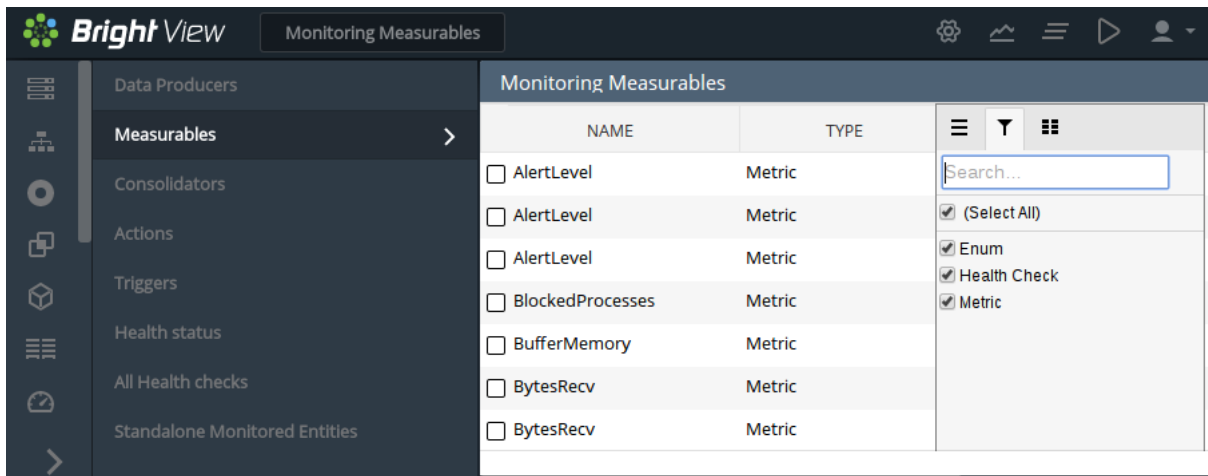 Bright View
Monitoring Measurables
Data Producers
Measurables
Consolidators
Actions
Triggers
Health status
All Health checks
Standalone Monitored Entities
Monitoring Measurables
NAME TYPE
AlertLevel Metric
AlertLevel Metric
AlertLevel Metric
BlockedProcesses Metric
BufferMemory Metric
BytesRecv Metric
BytesRecv Metric
Search...
(Select All)
Enum
Health Check
Metric